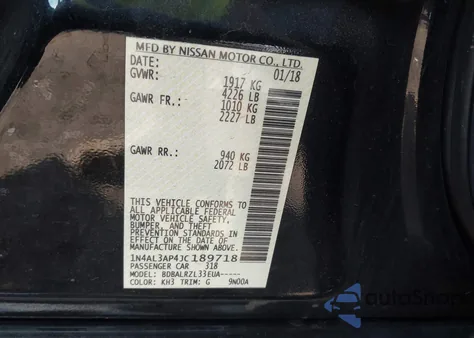 MFD BY NISSAN MOTOR CO., LTD.
DATE: 01/18
GVWR: 1917 KG
4226 LB
GAWR FR.: 1010 KG
2227 LB
GAWR RR.: 940 KG
2072 LB
THIS VEHICLE CONFORMS TO
ALL APPLICABLE FEDERAL
MOTOR VEHICLE SAFETY,
BUMPER, AND THEFT
PREVENTION STANDARDS
IN EFFECT ON THE DATE OF
MANUFACTURE SHOWN ABOVE.
1N4AL3AP4JC189718
PASSENGER CAR 318
MODEL: BDBALRZL33EUA-----
COLOR: KH3 TRIM: G 9N00A